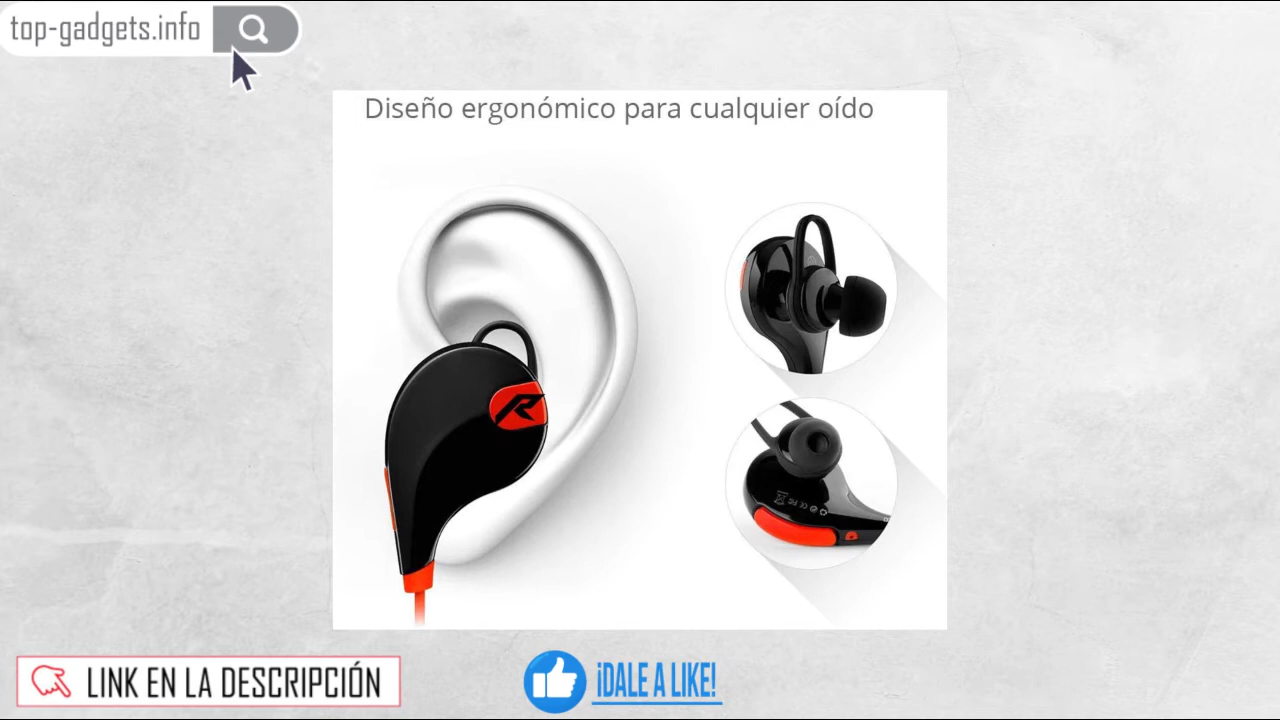 top-gadgets.info
Diseño ergonómico para cualquier oído
LINK EN LA DESCRIPCIÓN
¡DALE A LIKE!